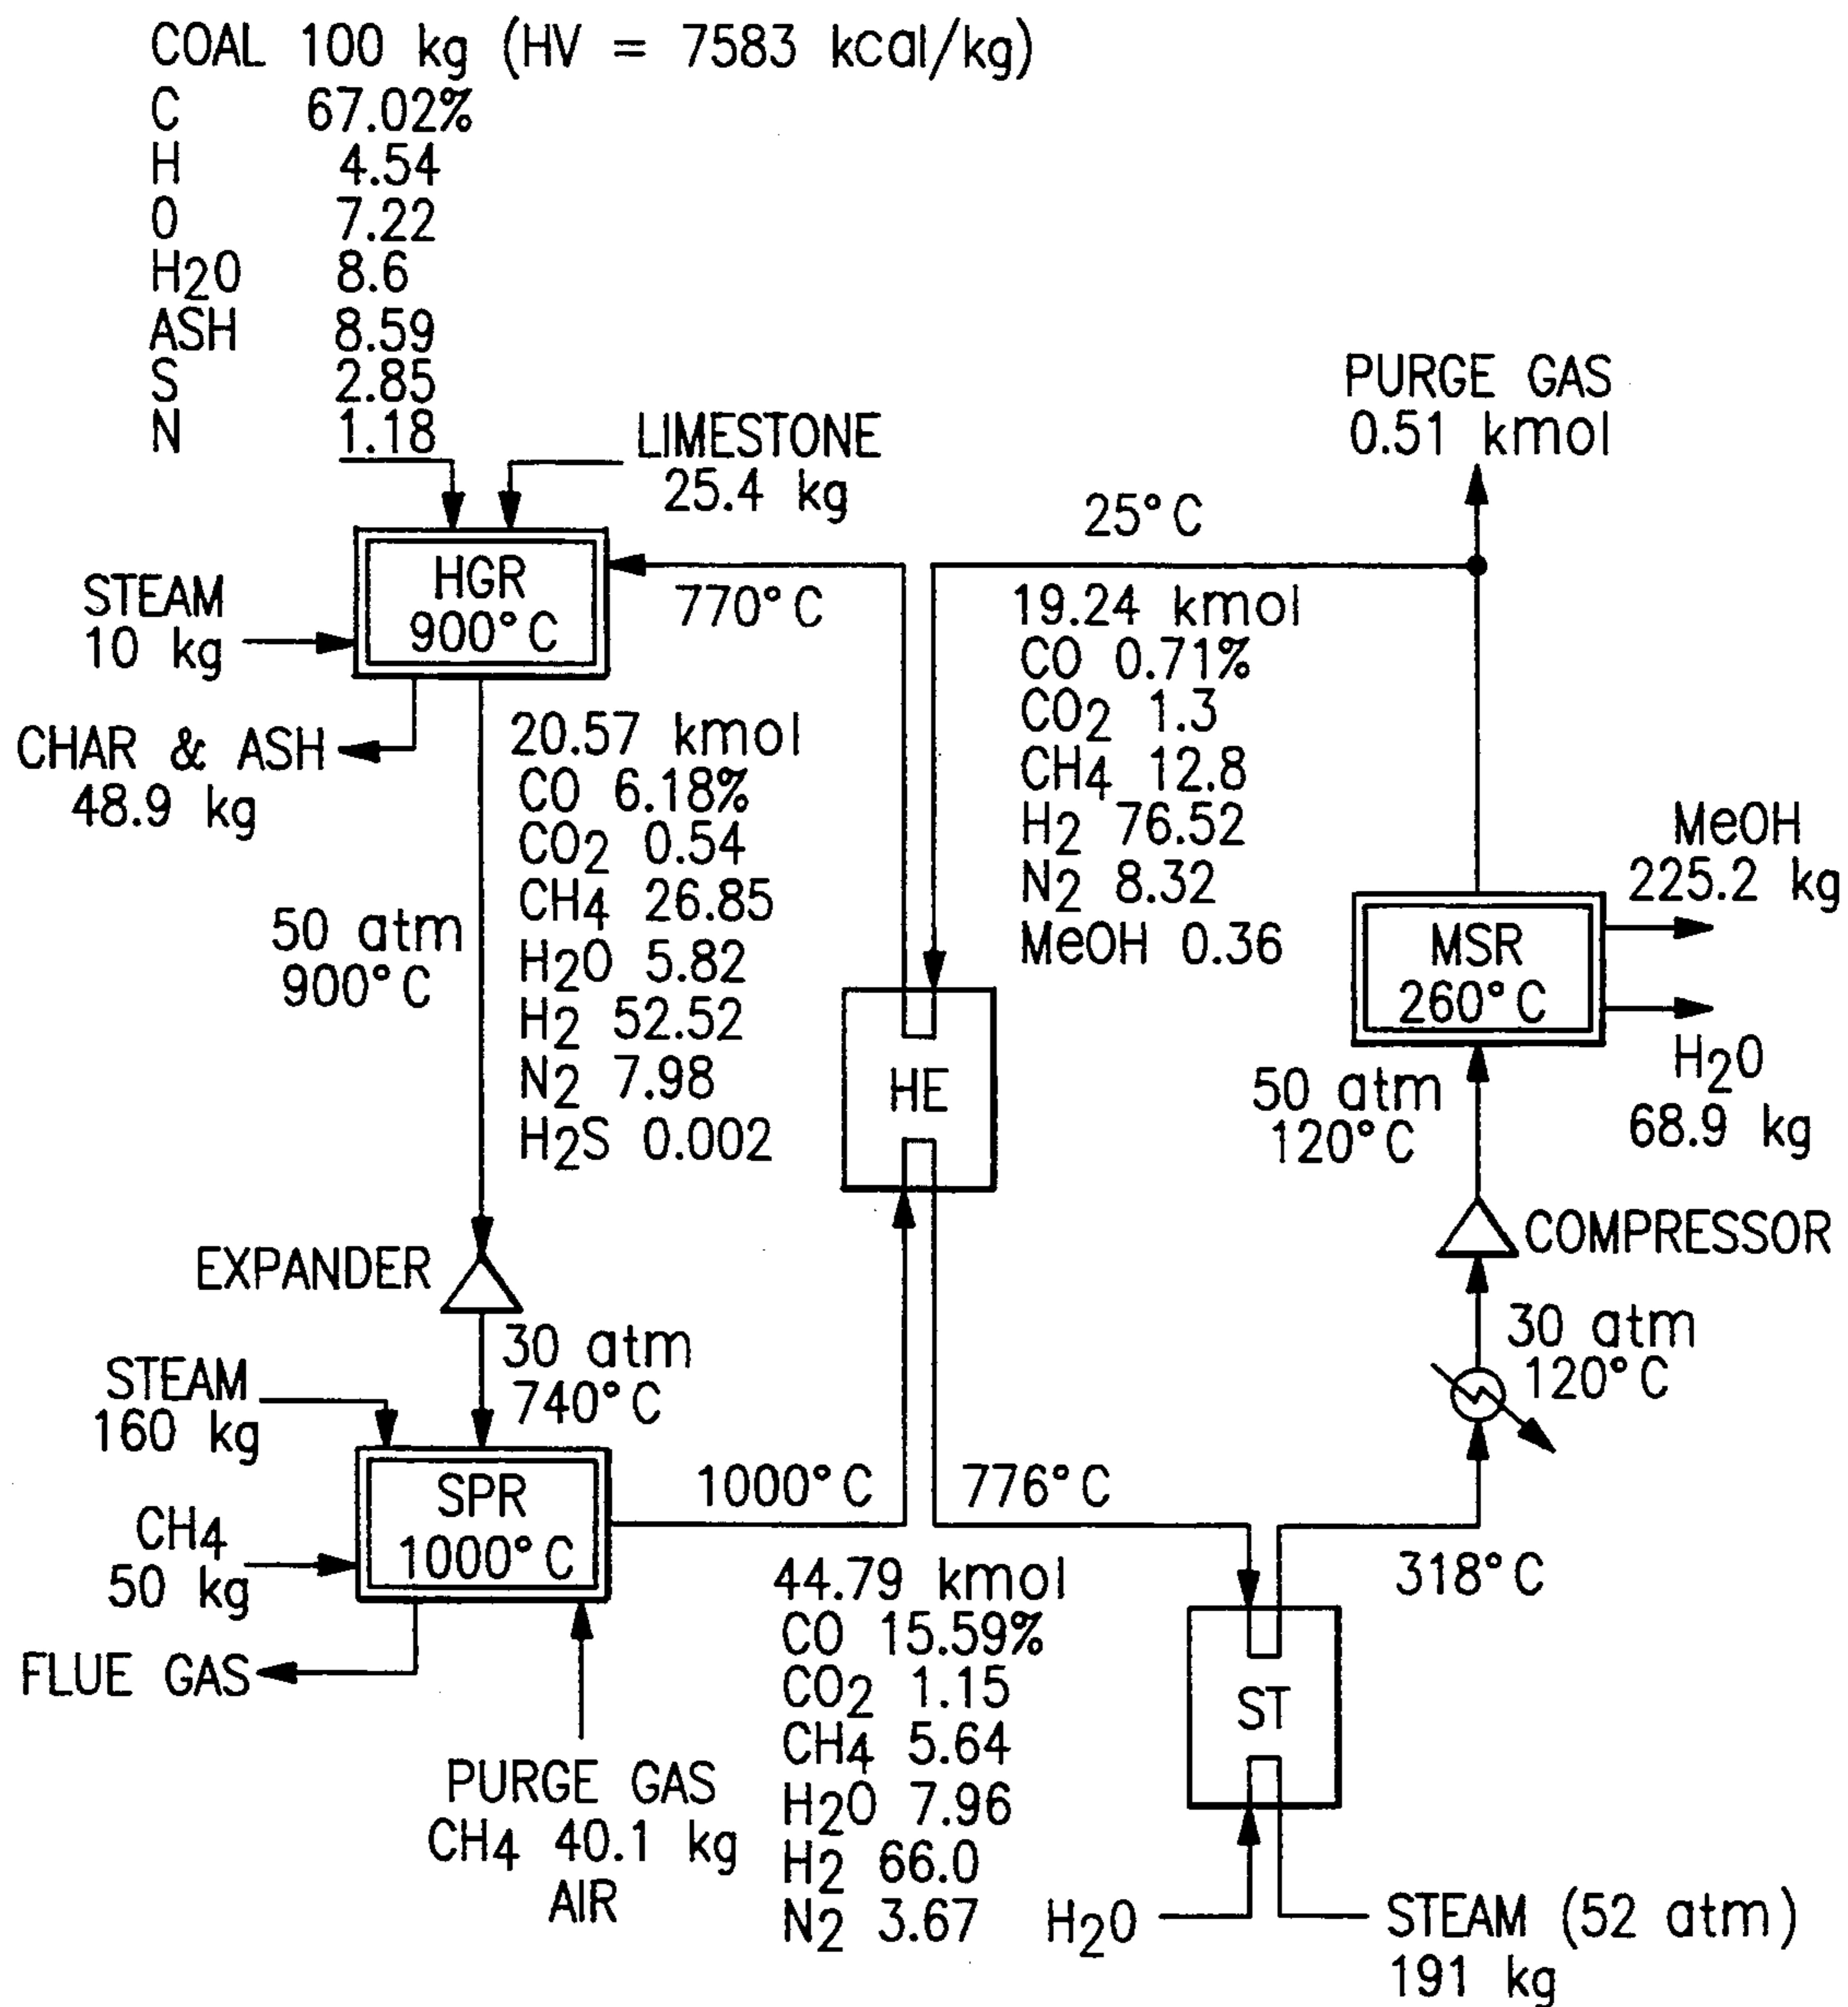 COAL 100 kg (HV = 7583 kcal/kg)
C 67.02%
H 4.54
O 7.22
H2O 8.6
ASH 8.59
S 2.85
N 1.18
LIMESTONE
25.4 kg
PURGE GAS
0.51 kmol
25°C
HGR
900°C
770°C
STEAM
10 kg
19.24 kmol
CO 0.71%
CO2 1.3
CH4 12.8
H2 76.52
N2 8.32
MeOH 0.36
CHAR & ASH
48.9 kg
20.57 kmol
CO 6.18%
CO2 0.54
CH4 26.85
H2O 5.82
H2 52.52
N2 7.98
H2S 0.002
50 atm
900°C
MeOH
225.2 kg
MSR
260°C
H2O
68.9 kg
HE
50 atm
120°C
COMPRESSOR
EXPANDER
30 atm
740°C
30 atm
120°C
STEAM
160 kg
SPR
1000°C
CH4
50 kg
1000°C
776°C
318°C
FLUE GAS
44.79 kmol
CO 15.59%
CO2 1.15
CH4 5.64
H2O 7.96
H2 66.0
N2 3.67
ST
PURGE GAS
CH4 40.1 kg
AIR
H2O
STEAM (52 atm)
191 kg